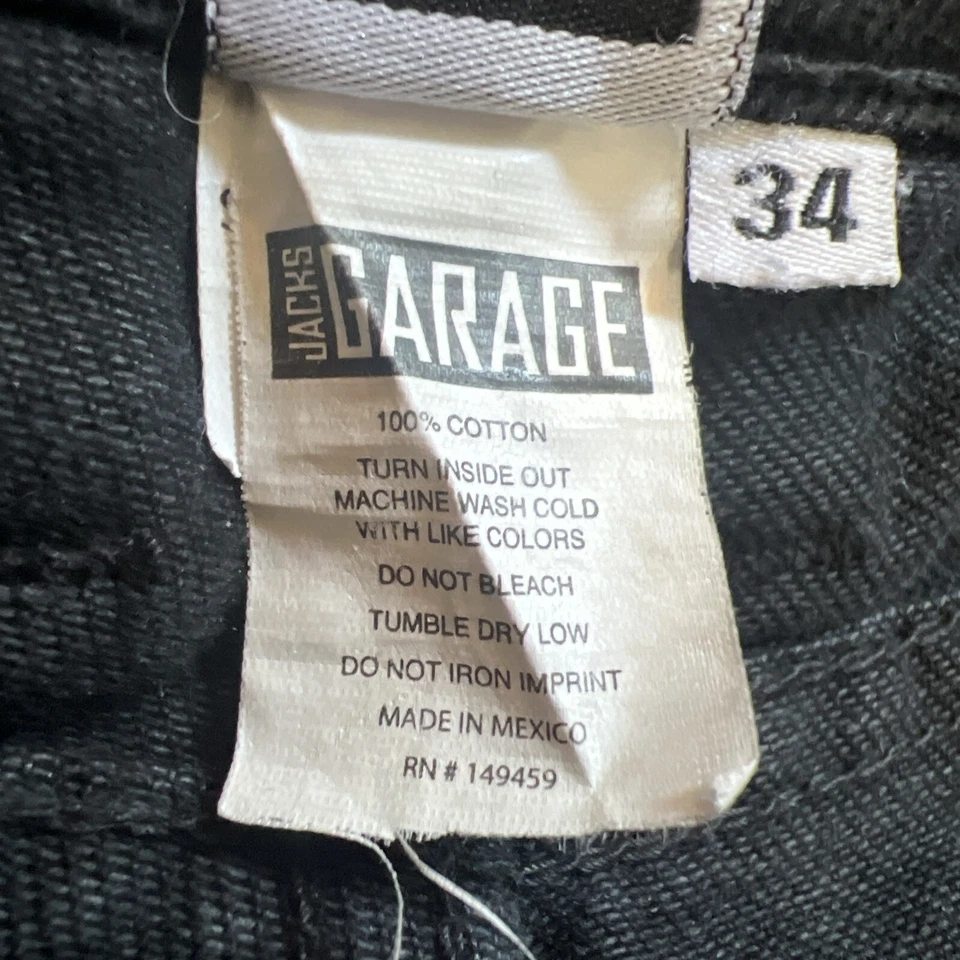 34
JACKS
GARAGE
100% COTTON
TURN INSIDE OUT
MACHINE WASH COLD
WITH LIKE COLORS
DO NOT BLEACH
TUMBLE DRY LOW
DO NOT IRON IMPRINT
MADE IN MEXICO
RN # 149459